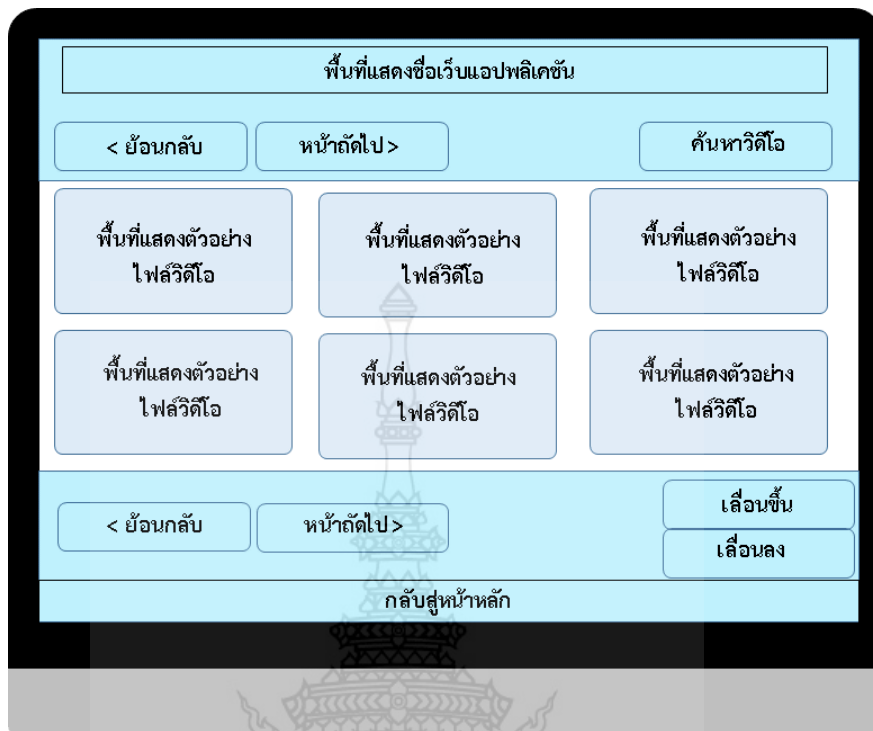 พื้นที่แสดงชื่อเว็บแอปพลิเคชัน
< ย้อนกลับ
หน้าถัดไป >
ค้นหาวิดีโอ
พื้นที่แสดงตัวอย่าง
ไฟล์วิดีโอ
พื้นที่แสดงตัวอย่าง
ไฟล์วิดีโอ
พื้นที่แสดงตัวอย่าง
ไฟล์วิดีโอ
พื้นที่แสดงตัวอย่าง
ไฟล์วิดีโอ
พื้นที่แสดงตัวอย่าง
ไฟล์วิดีโอ
พื้นที่แสดงตัวอย่าง
ไฟล์วิดีโอ
< ย้อนกลับ
หน้าถัดไป >
เลื่อนขึ้น
เลื่อนลง
กลับสู่หน้าหลัก